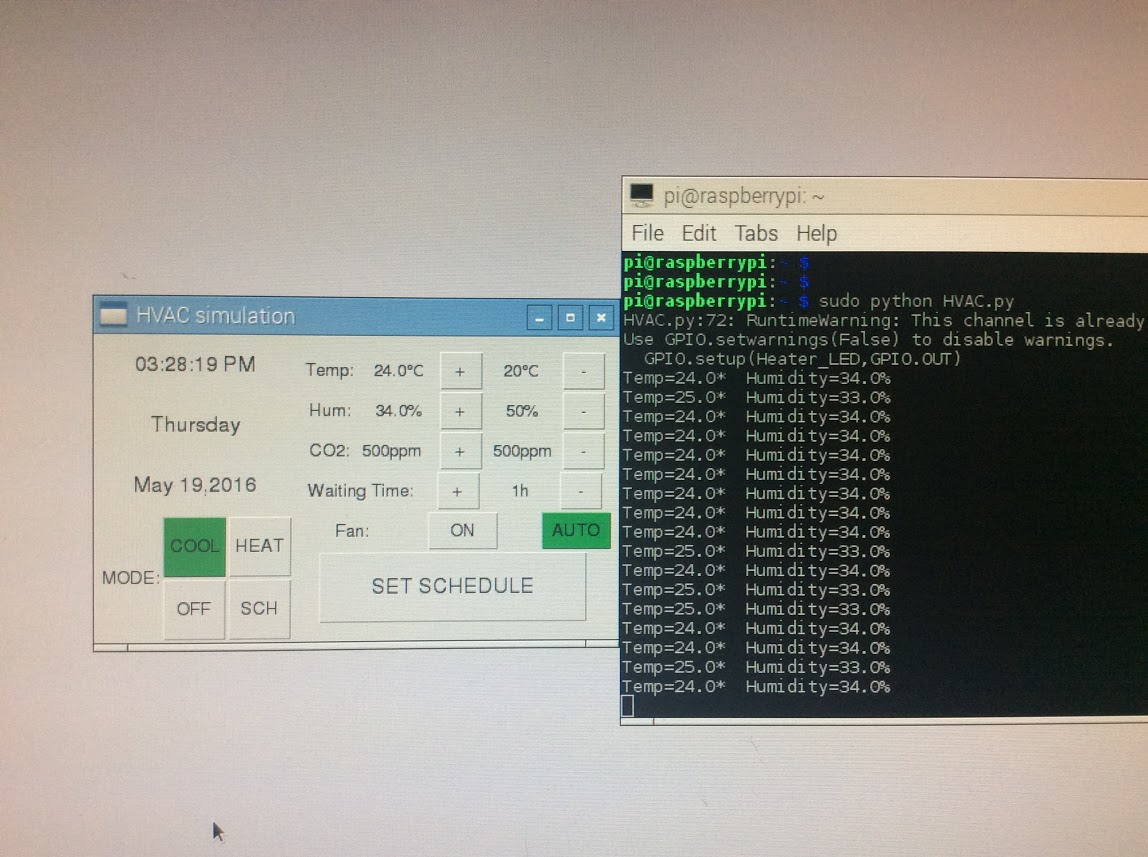 HVAC simulation
03:28:19 PM
Thursday
May 19,2016
MODE:
COOL HEAT
OFF SCH
Temp: 24.0°C + 20°C -
Hum: 34.0% + 50% -
CO2: 500ppm + 500ppm -
Waiting Time: + 1h -
Fan: ON AUTO
SET SCHEDULE
pi@raspberrypi: ~
File Edit Tabs Help
pi@raspberrypi:~ $
pi@raspberrypi:~ $
pi@raspberrypi:~ $ sudo python HVAC.py
HVAC.py:72: RuntimeWarning: This channel is already
Use GPIO.setwarnings(False) to disable warnings.
GPIO.setup(Heater_LED,GPIO.OUT)
Temp=24.0* Humidity=34.0%
Temp=25.0* Humidity=33.0%
Temp=24.0* Humidity=34.0%
Temp=24.0* Humidity=34.0%
Temp=24.0* Humidity=34.0%
Temp=24.0* Humidity=34.0%
Temp=24.0* Humidity=34.0%
Temp=24.0* Humidity=34.0%
Temp=24.0* Humidity=34.0%
Temp=25.0* Humidity=33.0%
Temp=24.0* Humidity=34.0%
Temp=25.0* Humidity=33.0%
Temp=25.0* Humidity=33.0%
Temp=24.0* Humidity=34.0%
Temp=24.0* Humidity=34.0%
Temp=25.0* Humidity=33.0%
Temp=24.0* Humidity=34.0%